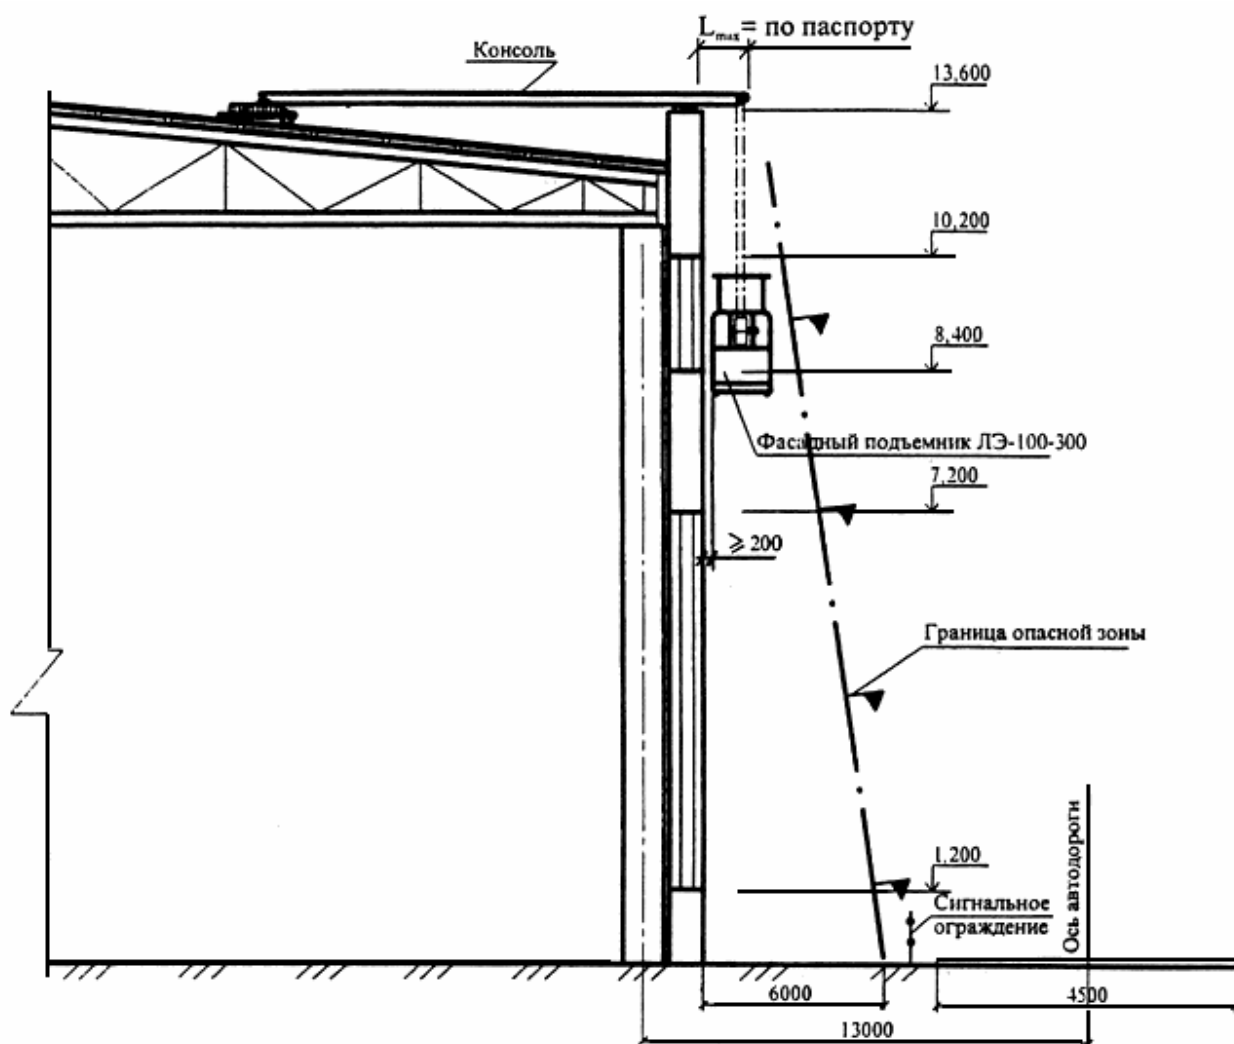 Lmax = по паспорту
Консоль
13,600
10,200
8,400
Фасадный подъемник ЛЭ-100-300
7,200
⩾ 200
Граница опасной зоны
1,200
Сигнальное
ограждение
Ось автодороги
6000
4500
13000